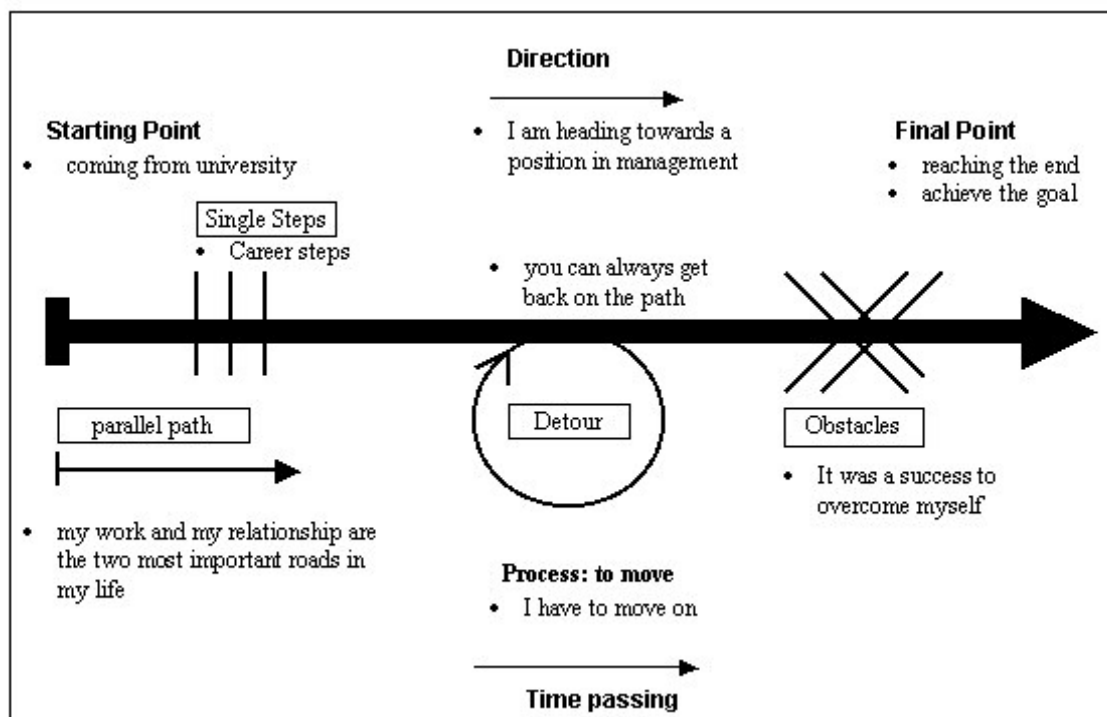 Direction
Starting Point
• coming from university
• I am heading towards a
position in management
Final Point
• reaching the end
• achieve the goal
Single Steps
• Career steps
• you can always get
back on the path
parallel path
Detour
Obstacles
• my work and my relationship are
the two most important roads in
my life
• It was a success to
overcome myself
Process: to move
• I have to move on
Time passing